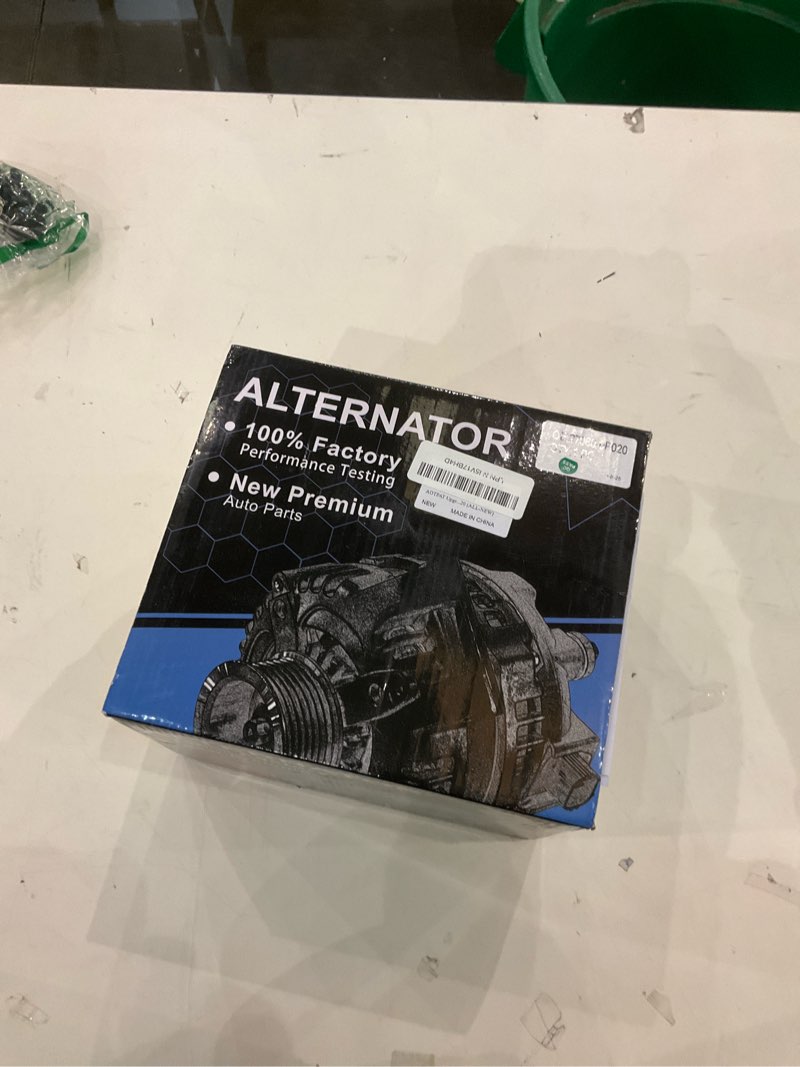 ALTERNATOR
• 100% Factory
Performance Testing
• New Premium
Auto Parts
NEW
MADE IN CHINA